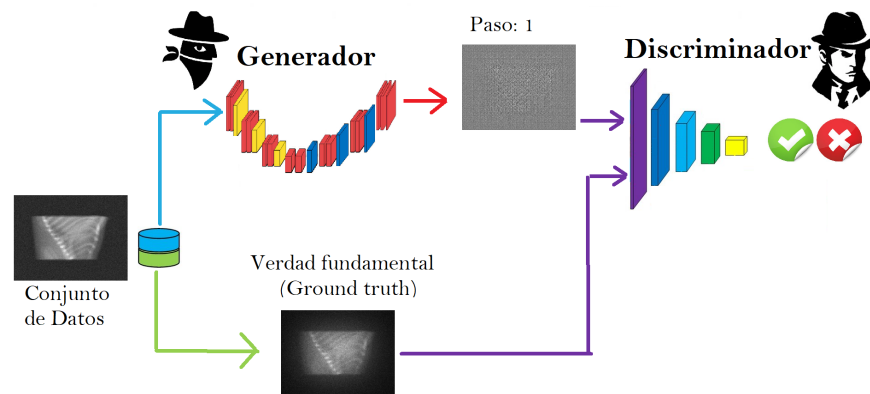 Paso: 1
Generador
Discriminador
Verdad fundamental
(Ground truth)
Conjunto
de Datos